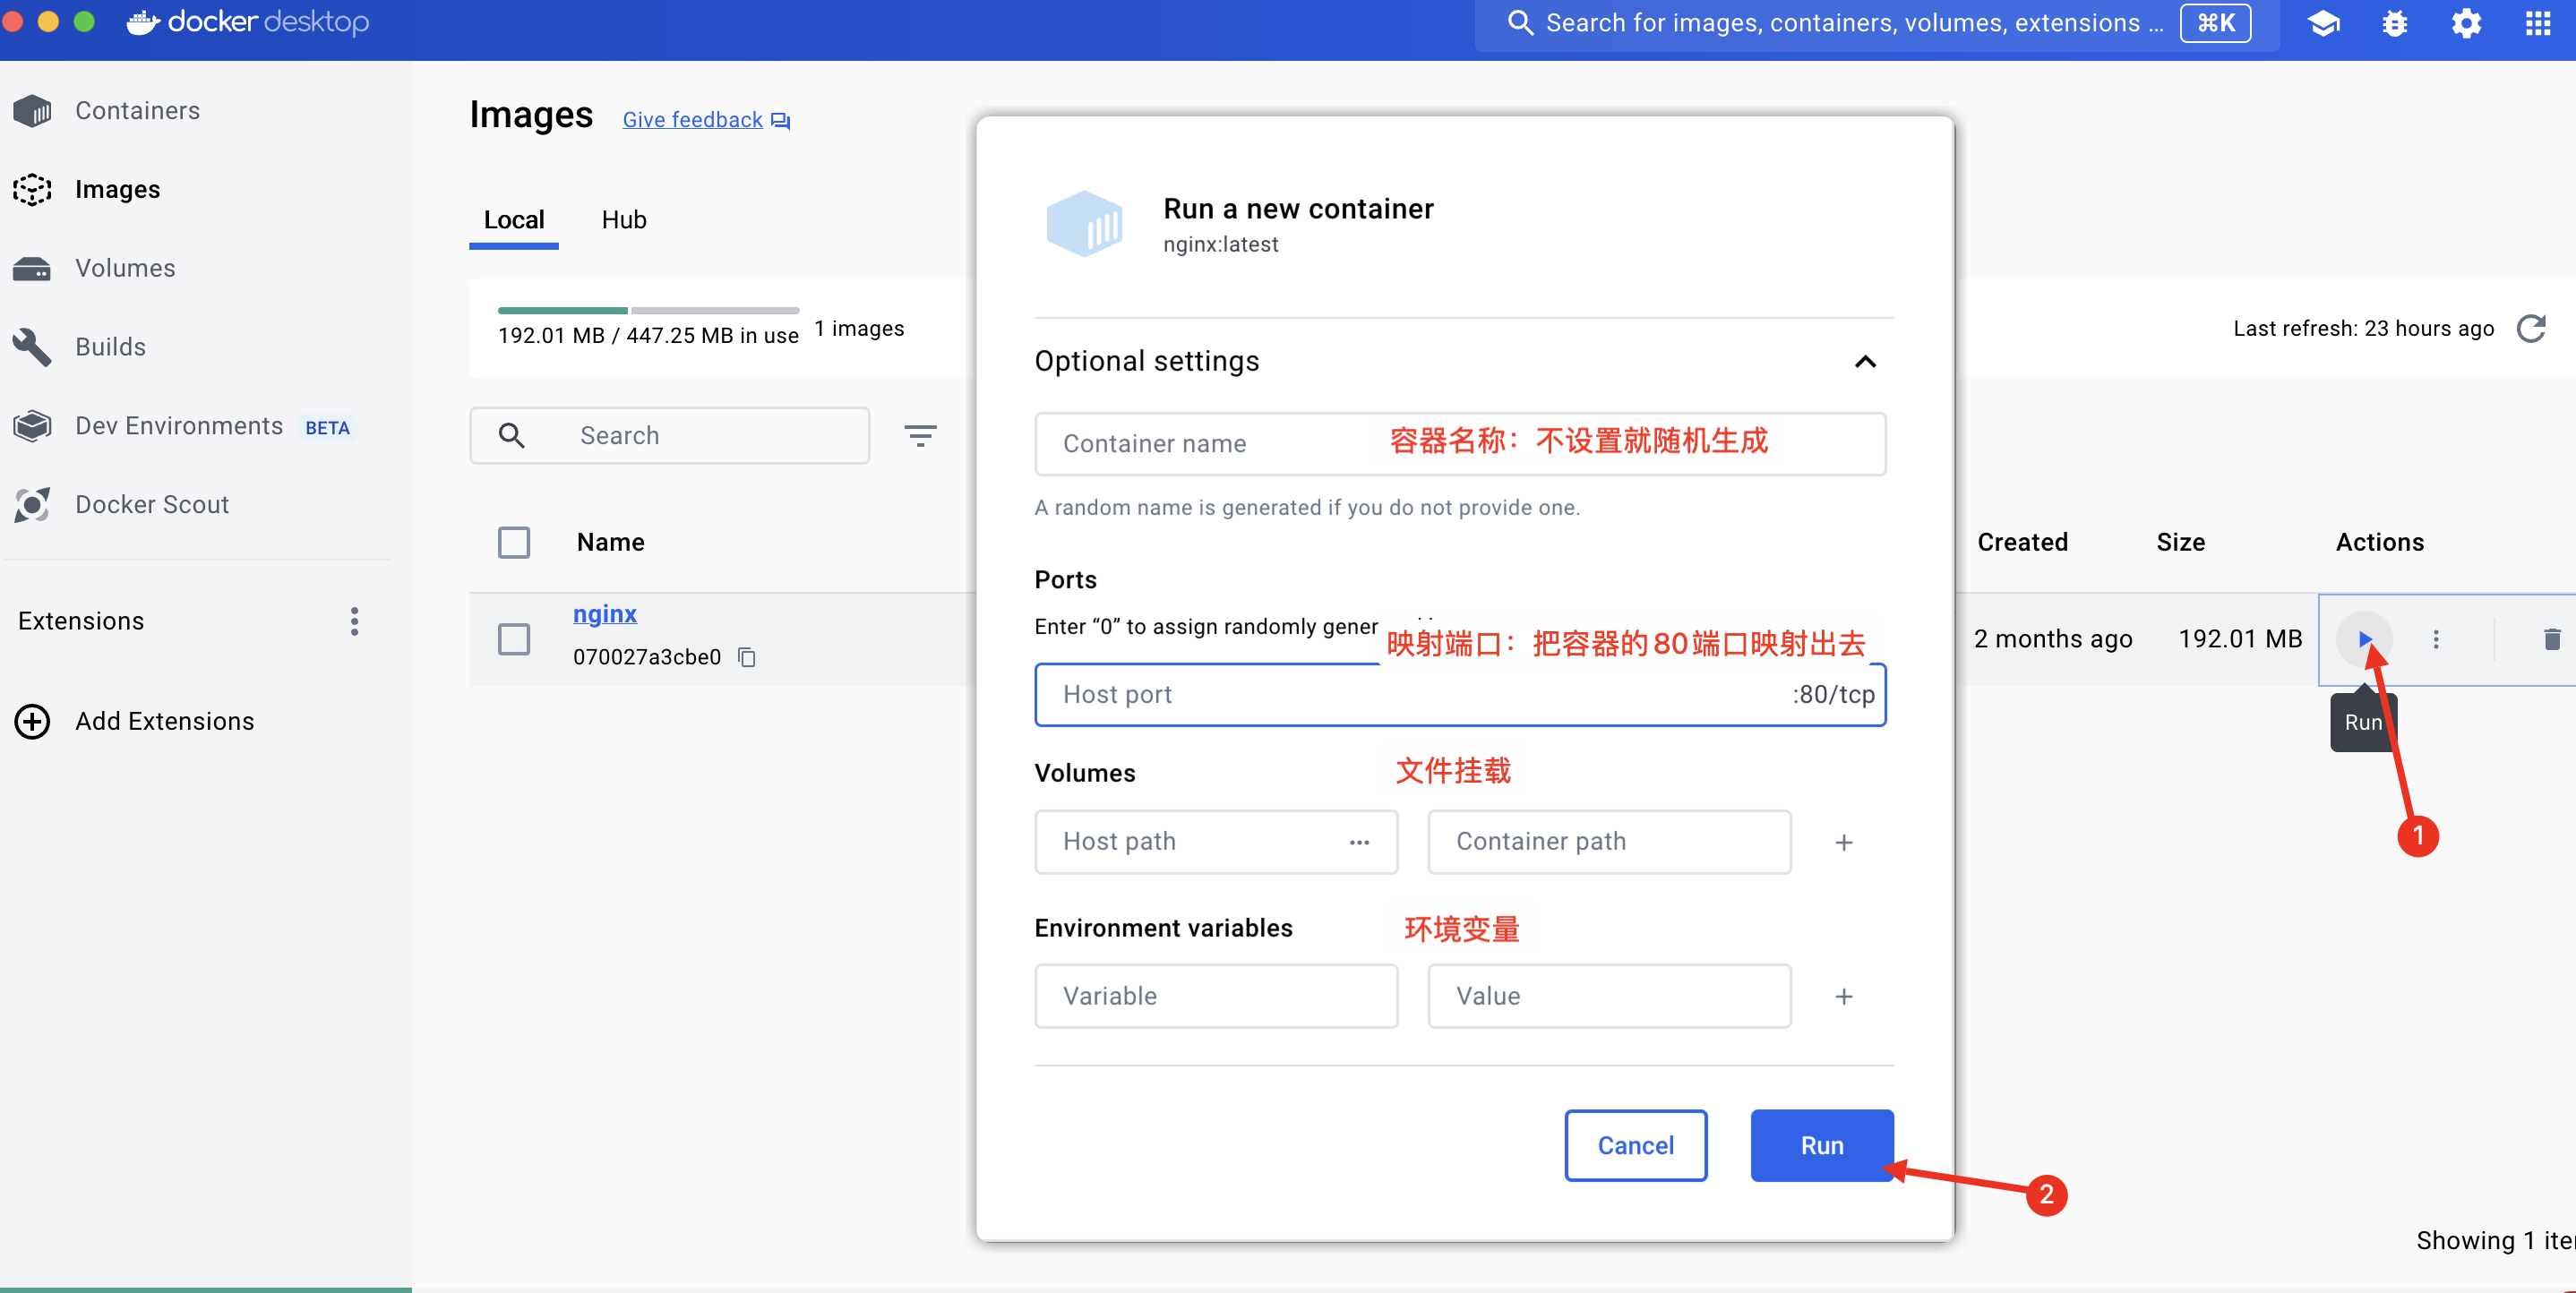 docker desktop
Search for images, containers, volumes, extensions ...
⌘K
Containers
Images
Volumes
Builds
Dev Environments BETA
Docker Scout
Extensions
Add Extensions
Images
Give feedback
Local
Hub
192.01 MB / 447.25 MB in use
1 images
Last refresh: 23 hours ago
Search
Name
Created
Size
Actions
nginx
070027a3cbe0
2 months ago
192.01 MB
Run
1
Run a new container
nginx:latest
Optional settings
Container name
容器名称：不设置就随机生成
A random name is generated if you do not provide one.
Ports
Enter “0” to assign randomly gener
映射端口：把容器的80端口映射出去
Host port
:80/tcp
Volumes
文件挂载
Host path
...
Container path
+
Environment variables
环境变量
Variable
Value
+
Cancel
Run
2
Showing 1 ite